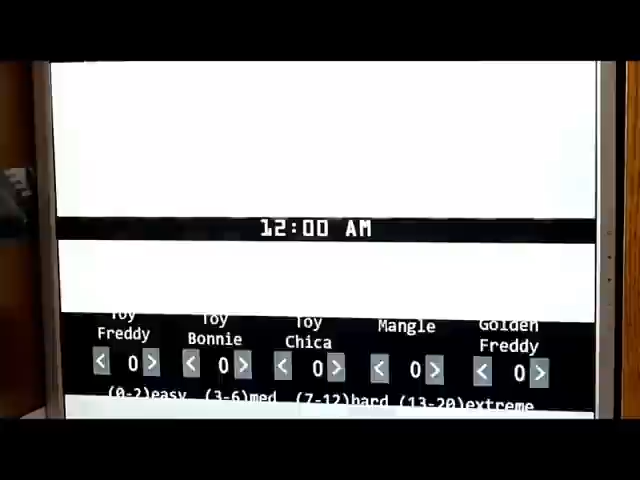 12:00 AM
Toy Toy Toy Mangle Golden
Freddy Bonnie Chica Freddy
< 0 > < 0 > < 0 > < 0 > < 0 >
(0-2)easy (3-6)med (7-12)hard (13-20)extreme